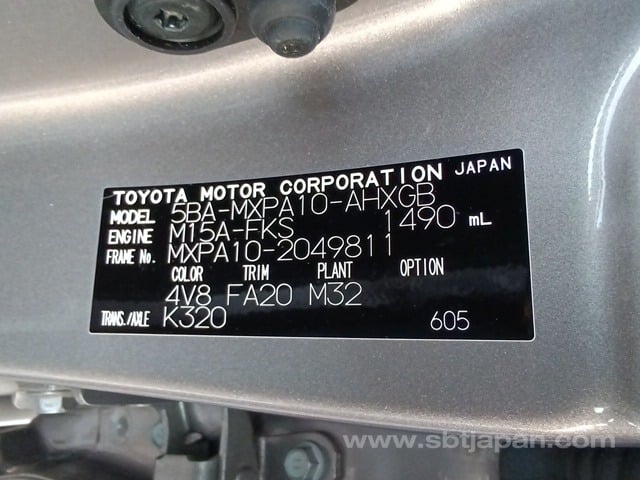 TOYOTA MOTOR CORPORATION JAPAN
MODEL 5BA-MXPA10-AHXGB
ENGINE M15A-FKS 1490 mL
FRAME No. MXPA10-2049811
COLOR TRIM PLANT OPTION
4V8 FA20 M32
TRANS./AXLE K320 605
www.sbtjapan.com